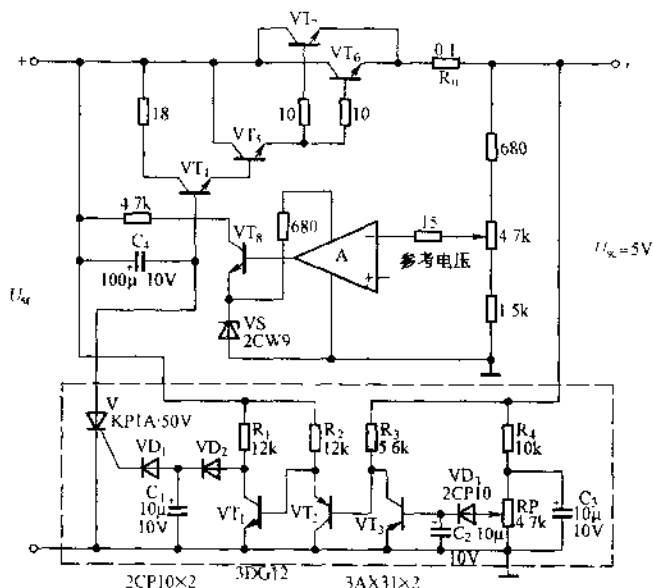 VT₇
VT₆
0.1
+
R₀
18
10
10
VT₅
680
VT₄
4.7k
VT₈
680
C₄
100μ
+
10V
A
−
+
15
4.7k
参考电压
U_sc=5V
U_sr
VS
2CW9
1.5k
V
KP1A·50V
R₁
12k
R₂
12k
R₃
5.6k
R₄
10k
VD₁
VD₂
C₁
+
10μ
10V
VT₁
VT₂
VT₃
VD₃
2CP10
C₂
+
10μ
10V
RP
4.7k
C₃
+
10μ
10V
2CP10×2
3DG12
3AX31×2